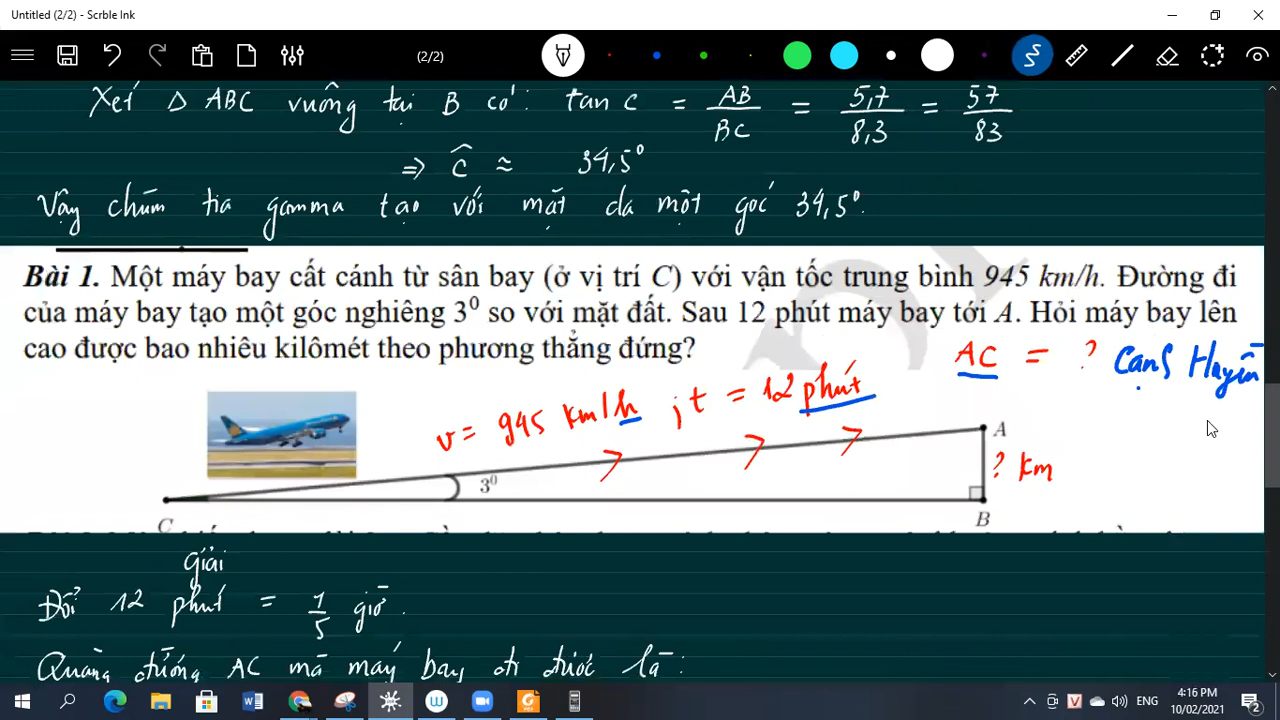 Untitled (2/2) - Scrble Ink
(2/2)
Xét Δ ABC vuông tại B có: tan C = AB/BC = 5,7/8,3 = 57/83
⇒ Ĉ ≈ 34,5⁰
Vậy chùm tia gamma tạo với mặt da một góc 34,5⁰.
Bài 1. Một máy bay cất cánh từ sân bay (ở vị trí C) với vận tốc trung bình 945 km/h. Đường đi
của máy bay tạo một góc nghiêng 3⁰ so với mặt đất. Sau 12 phút máy bay tới A. Hỏi máy bay lên
cao được bao nhiêu kilômét theo phương thẳng đứng?
AC = ? Cạnh Huyền
v = 945 km/h ; t = 12 phút
A
3⁰
? km
C
B
giải
Đổi 12 phút = 1/5 giờ.
Quãng đường AC mà máy bay đi được là:
ENG
4:16 PM
10/02/2021
2